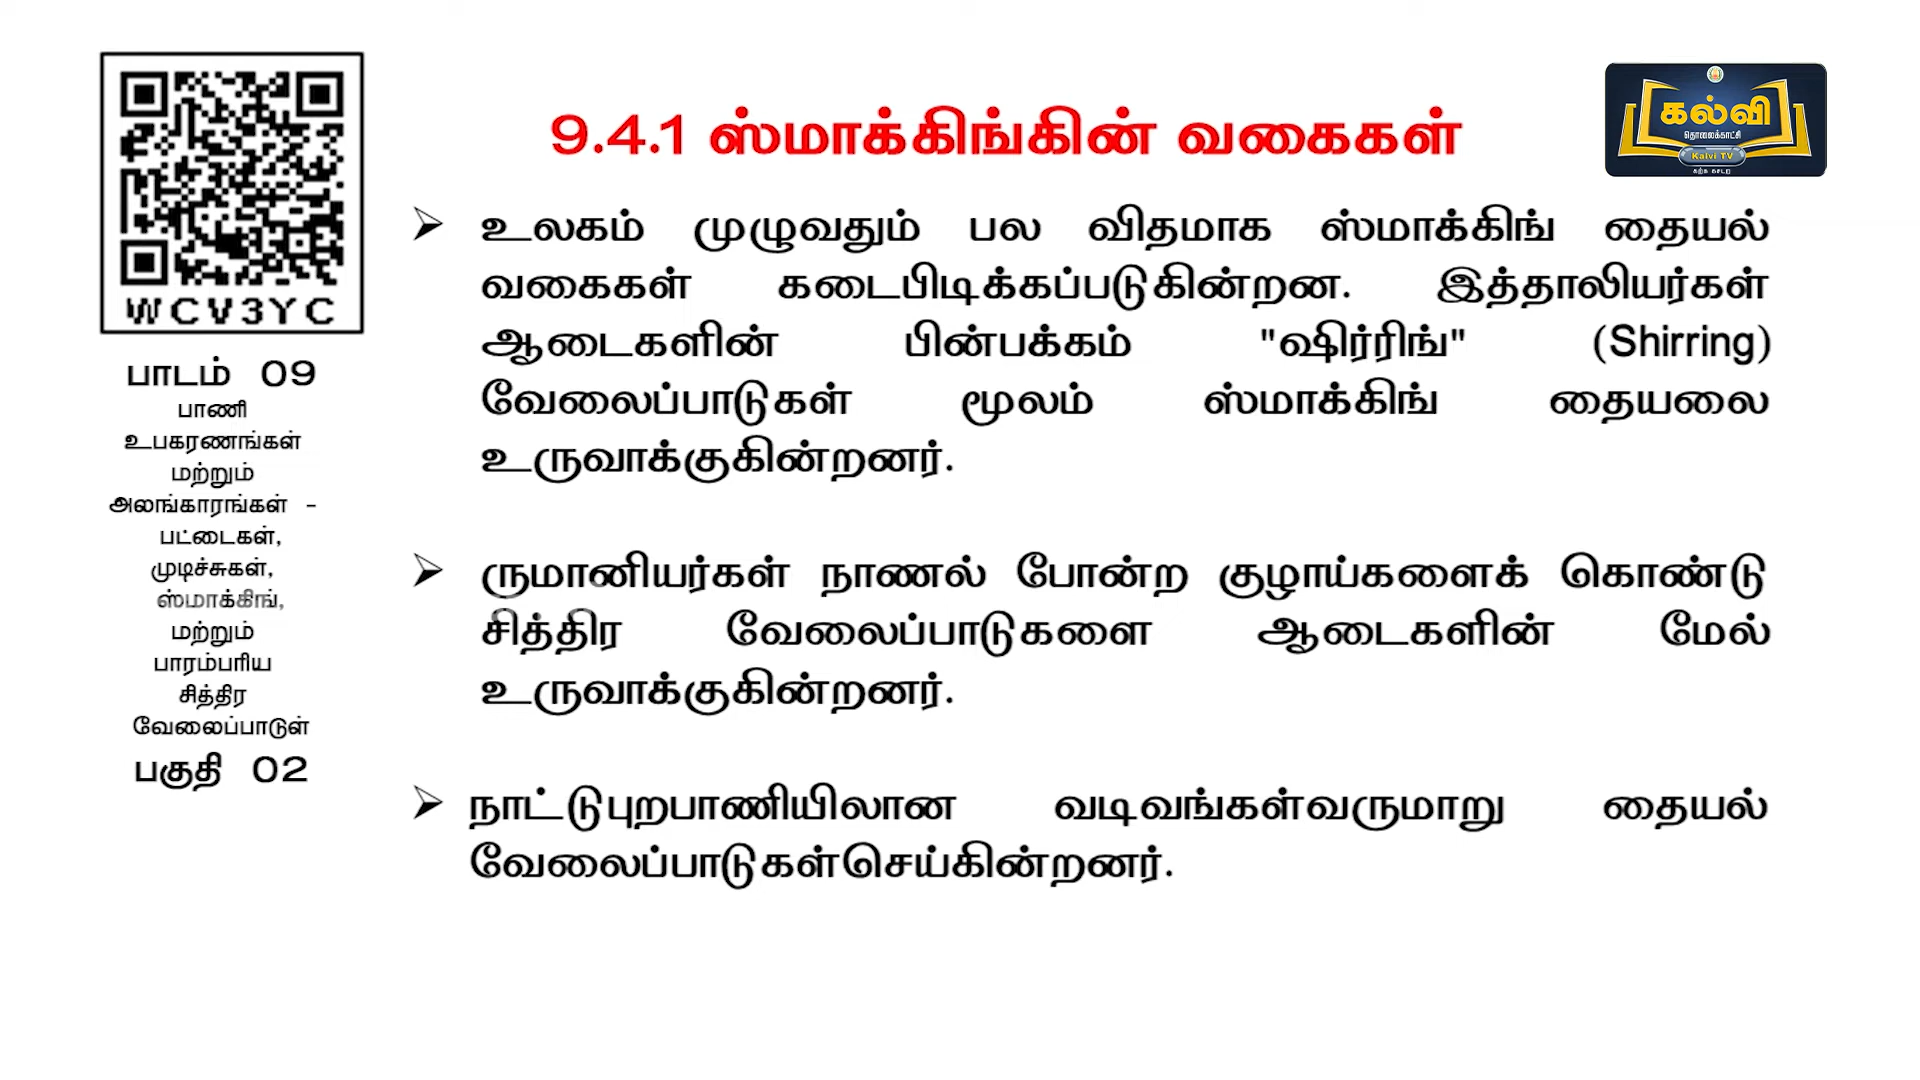 WCV3YC
பாடம் 09
பாணி
உபகரணங்கள்
மற்றும்
அலங்காரங்கள் -
பட்டைகள்,
முடிச்சுகள்,
ஸ்மாக்கிங்,
மற்றும்
பாரம்பரிய
சித்திர
வேலைப்பாடுள்
பகுதி 02
9.4.1 ஸ்மாக்கிங்கின் வகைகள்
கல்வி
தொலைக்காட்சி
Kalvi TV
கற்க கசடற
➢ உலகம் முழுவதும் பல விதமாக ஸ்மாக்கிங் தையல்
வகைகள் கடைபிடிக்கப்படுகின்றன. இத்தாலியர்கள்
ஆடைகளின் பின்பக்கம் "ஷிர்ரிங்" (Shirring)
வேலைப்பாடுகள் மூலம் ஸ்மாக்கிங் தையலை
உருவாக்குகின்றனர்.
➢ ருமானியர்கள் நாணல் போன்ற குழாய்களைக் கொண்டு
சித்திர வேலைப்பாடுகளை ஆடைகளின் மேல்
உருவாக்குகின்றனர்.
➢ நாட்டுபுறபாணியிலான வடிவங்கள்வருமாறு தையல்
வேலைப்பாடுகள்செய்கின்றனர்.